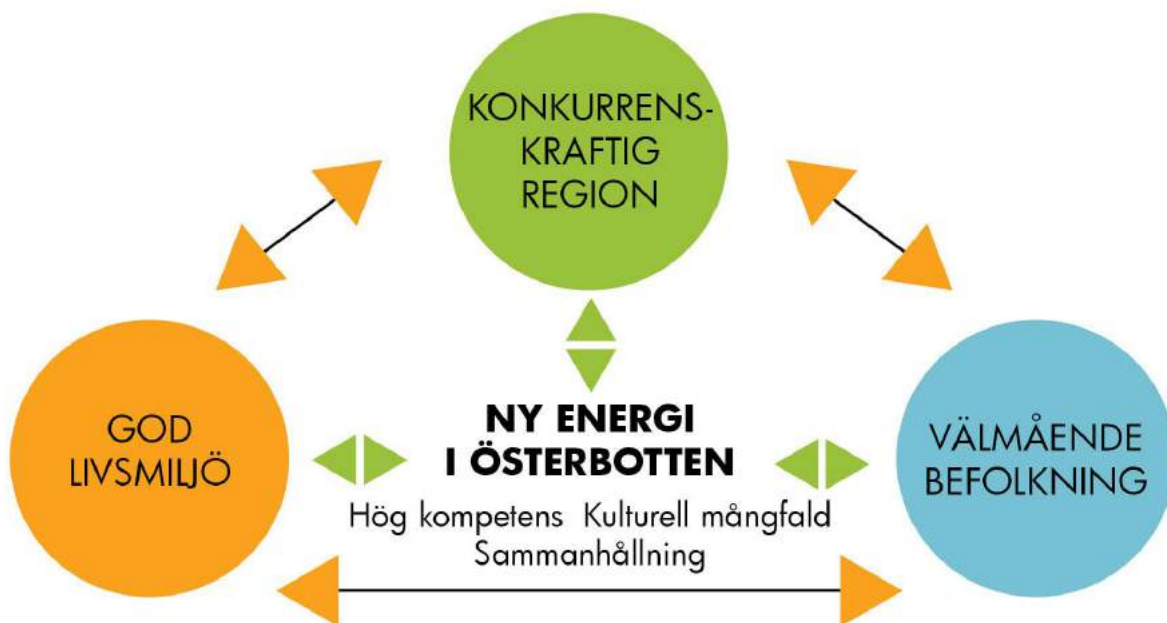 KONKURRENS-
KRAFTIG
REGION
GOD
LIVSMILJÖ
NY ENERGI
I ÖSTERBOTTEN
Hög kompetens Kulturell mångfald
Sammanhållning
VÄLMÅENDE
BEFOLKNING